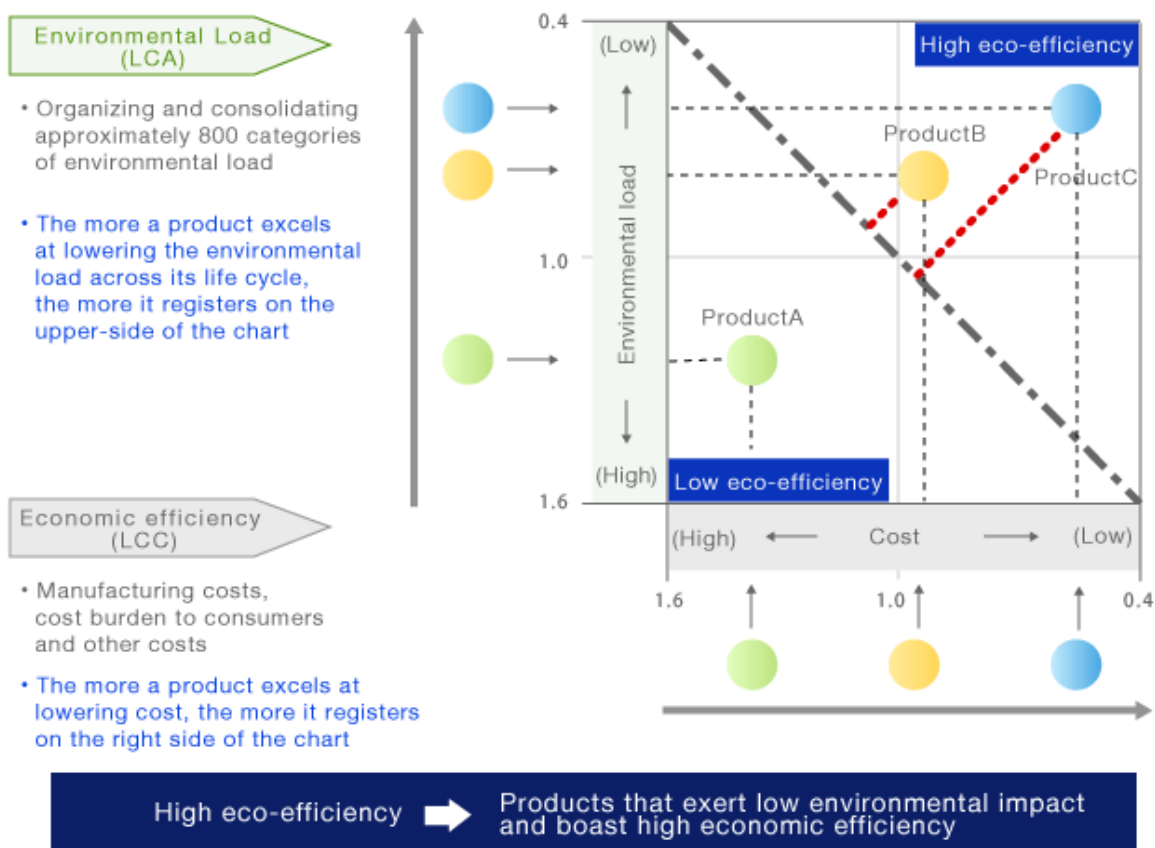 Environmental Load
(LCA)
• Organizing and consolidating
approximately 800 categories
of environmental load
• The more a product excels
at lowering the environmental
load across its life cycle,
the more it registers on the
upper-side of the chart
Economic efficiency
(LCC)
• Manufacturing costs,
cost burden to consumers
and other costs
• The more a product excels at
lowering cost, the more it registers
on the right side of the chart
0.4
(Low)
High eco-efficiency
ProductB
ProductC
Environmental load
1.0
ProductA
(High)
Low eco-efficiency
1.6
(High)
Cost
(Low)
1.6
1.0
0.4
High eco-efficiency
Products that exert low environmental impact
and boast high economic efficiency